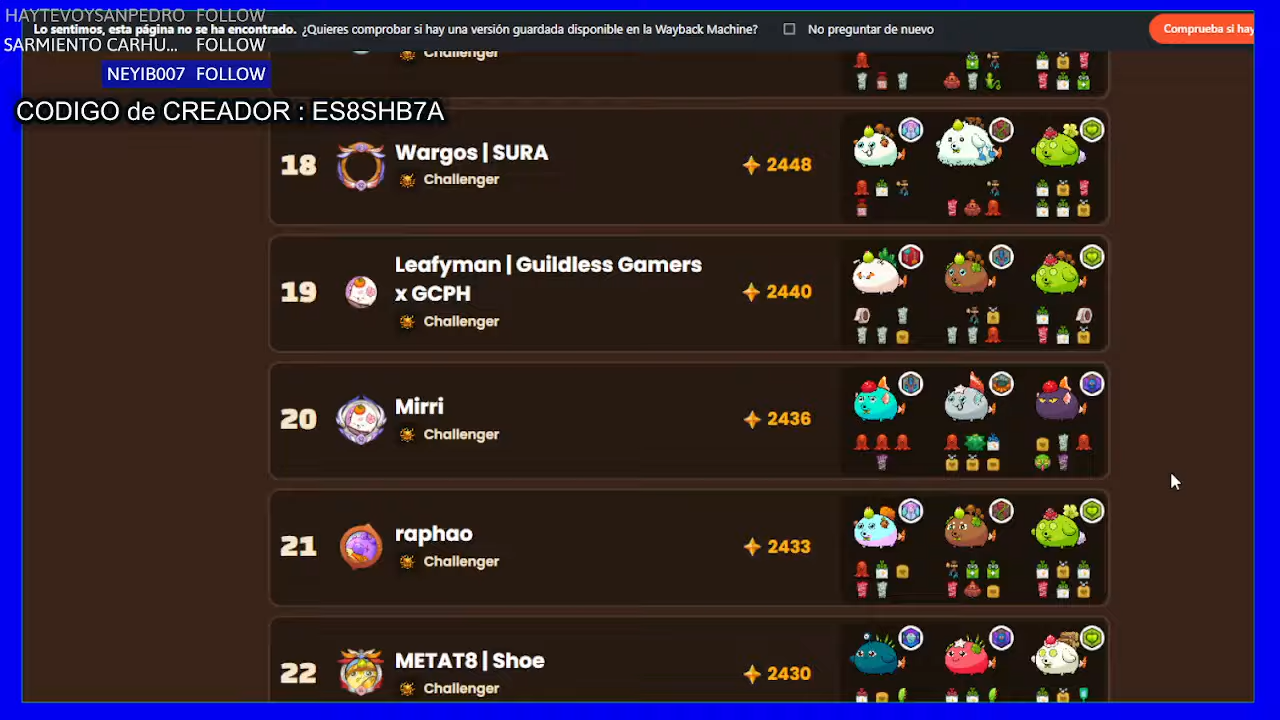 HAYTEVOYSANPEDRO FOLLOW
Lo sentimos, esta página no se ha encontrado. ¿Quieres comprobar si hay una versión guardada disponible en la Wayback Machine? No preguntar de nuevo Comprueba si hay
SARMIENTO CARHU... FOLLOW
Challenger
NEYIB007 FOLLOW
CODIGO de CREADOR : ES8SHB7A
18 Wargos | SURA 2448
Challenger
19 Leafyman | Guildless Gamers
x GCPH 2440
Challenger
20 Mirri 2436
Challenger
21 raphao 2433
Challenger
22 METAT8 | Shoe 2430
Challenger